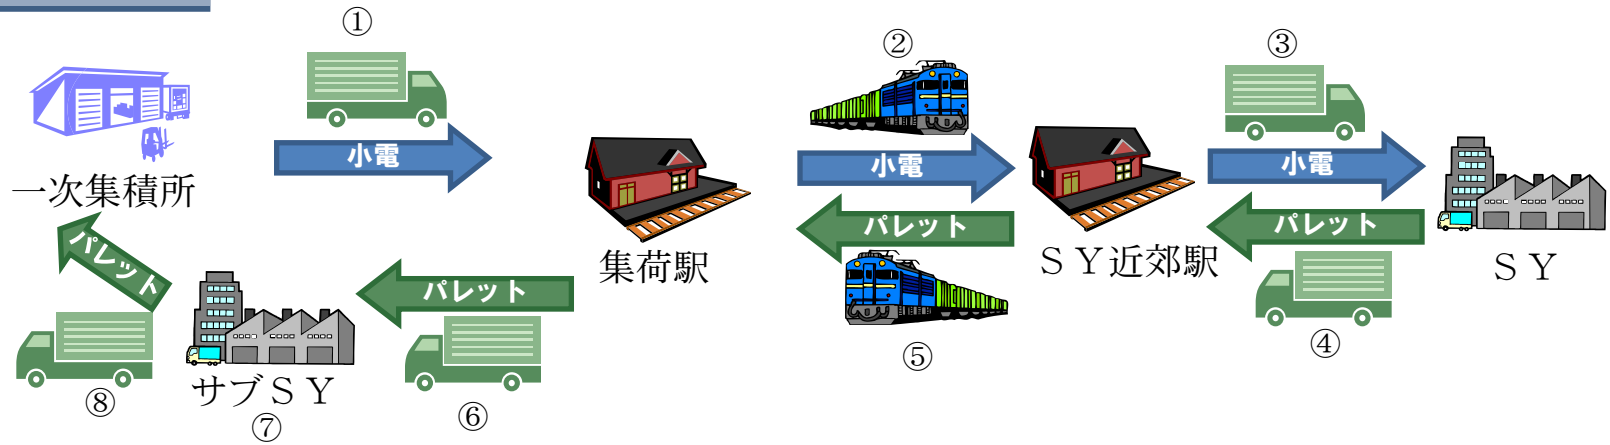 ①
②
③
小電
小電
小電
一次集積所
パレット
パレット
パレット
パレット
集荷駅
ＳＹ近郊駅
ＳＹ
④
⑤
サブＳＹ
⑥
⑦
⑧